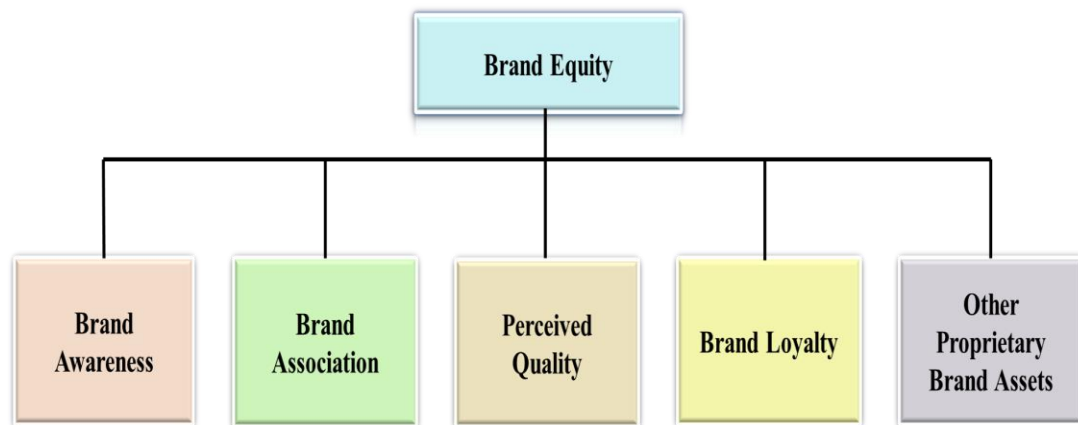 Brand Equity
Brand
Awareness
Brand
Association
Perceived
Quality
Brand Loyalty
Other
Proprietary
Brand Assets